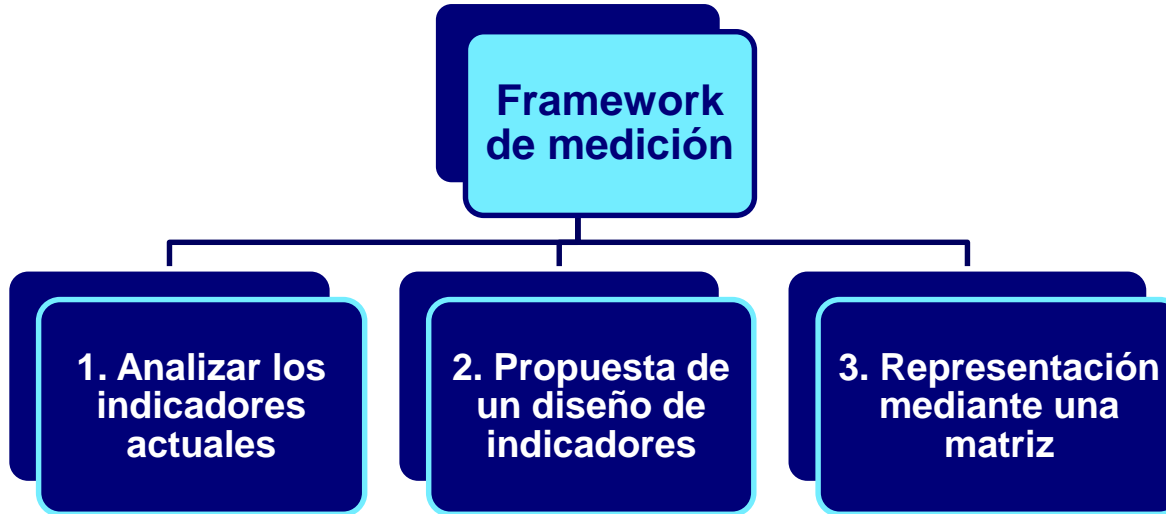 Framework
de medición
1. Analizar los
indicadores
actuales
2. Propuesta de
un diseño de
indicadores
3. Representación
mediante una
matriz